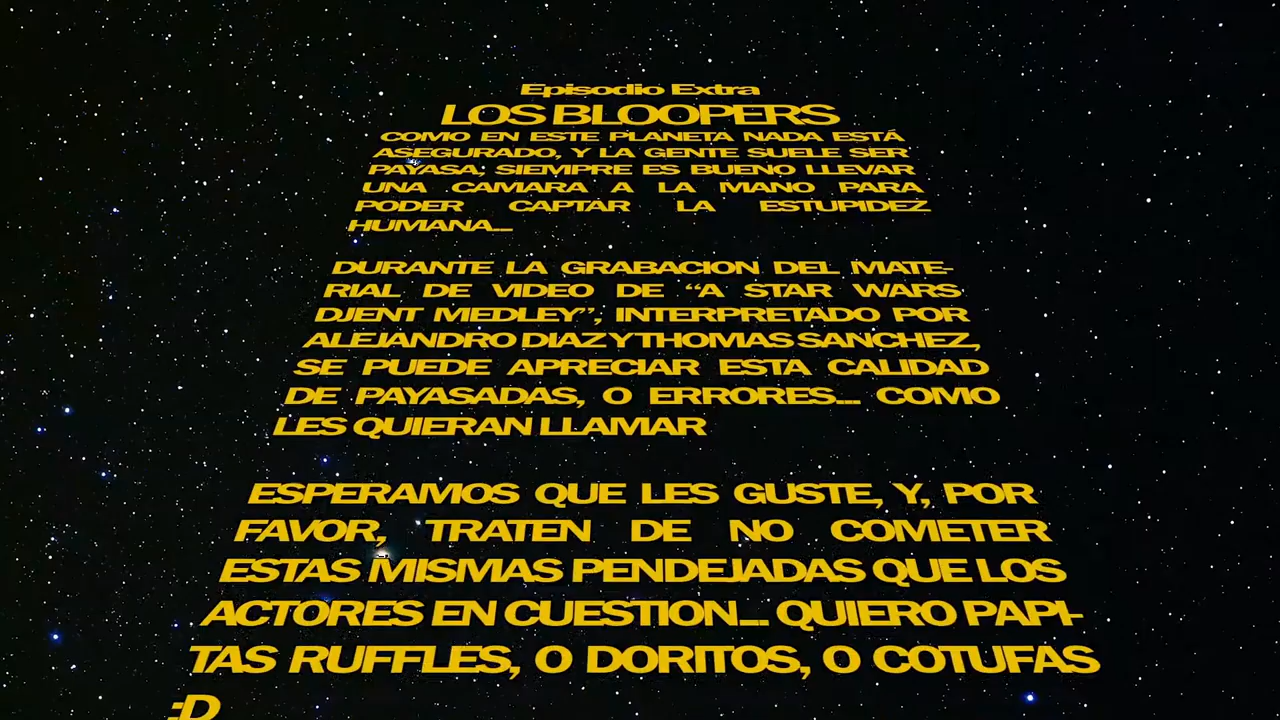 Episodio Extra
LOS BLOOPERS
COMO EN ESTE PLANETA NADA ESTÁ
ASEGURADO, Y LA GENTE SUELE SER
PAYASA; SIEMPRE ES BUENO LLEVAR
UNA CAMARA A LA MANO PARA
PODER CAPTAR LA ESTUPIDEZ
HUMANA...
DURANTE LA GRABACION DEL MATE-
RIAL DE VIDEO DE “A STAR WARS
DJENT MEDLEY”, INTERPRETADO POR
ALEJANDRO DIAZ Y THOMAS SANCHEZ,
SE PUEDE APRECIAR ESTA CALIDAD
DE PAYASADAS, O ERRORES... COMO
LES QUIERAN LLAMAR
ESPERAMOS QUE LES GUSTE, Y, POR
FAVOR, TRATEN DE NO COMETER
ESTAS MISMAS PENDEJADAS QUE LOS
ACTORES EN CUESTION... QUIERO PAPI-
TAS RUFFLES, O DORITOS, O COTUFAS
:D